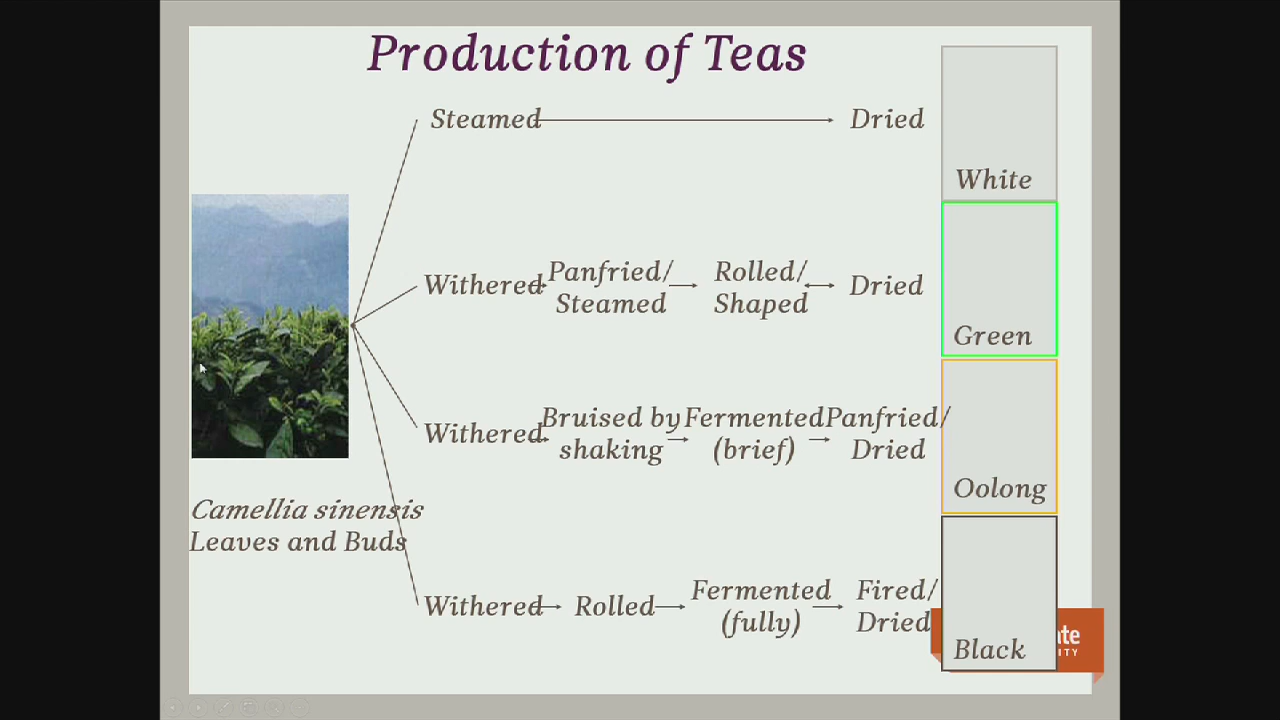 Production of Teas
Steamed Dried
White
Withered Panfried/ Rolled/ Dried
Steamed Shaped
Green
Withered Bruised by Fermented Panfried/
shaking (brief) Dried
Oolong
Camellia sinensis
Leaves and Buds
Withered Rolled Fermented Fired/
(fully) Dried
Black